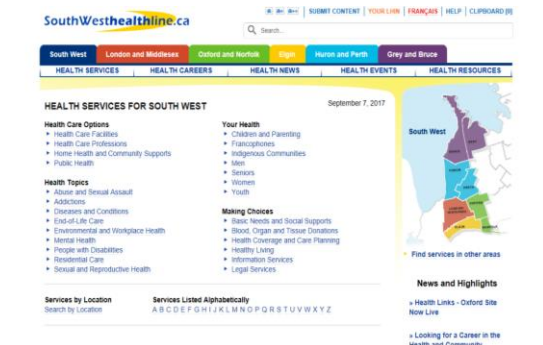 SouthWesthealthline.ca
SUBMIT CONTENT | YOUR LHIN | FRANÇAIS | HELP | CLIPBOARD [0]
Search...
South West
London and Middlesex
Oxford and Norfolk
Elgin
Huron and Perth
Grey and Bruce
HEALTH SERVICES
HEALTH CAREERS
HEALTH NEWS
HEALTH EVENTS
HEALTH RESOURCES
HEALTH SERVICES FOR SOUTH WEST
September 7, 2017
Health Care Options
Health Care Facilities
Health Care Professions
Home Health and Community Supports
Public Health
Health Topics
Abuse and Sexual Assault
Addictions
Diseases and Conditions
End-of-Life Care
Environmental and Workplace Health
Mental Health
People with Disabilities
Residential Care
Sexual and Reproductive Health
Your Health
Children and Parenting
Francophones
Indigenous Communities
Men
Seniors
Women
Youth
Making Choices
Basic Needs and Social Supports
Blood, Organ and Tissue Donations
Health Coverage and Care Planning
Healthy Living
Information Services
Legal Services
Services by Location
Search by Location
Services Listed Alphabetically
A B C D E F G H I J K L M N O P Q R S T U V W X Y Z
South West
Find services in other areas
News and Highlights
» Health Links - Oxford Site
Now Live
» Looking for a Career in the
Health and Community